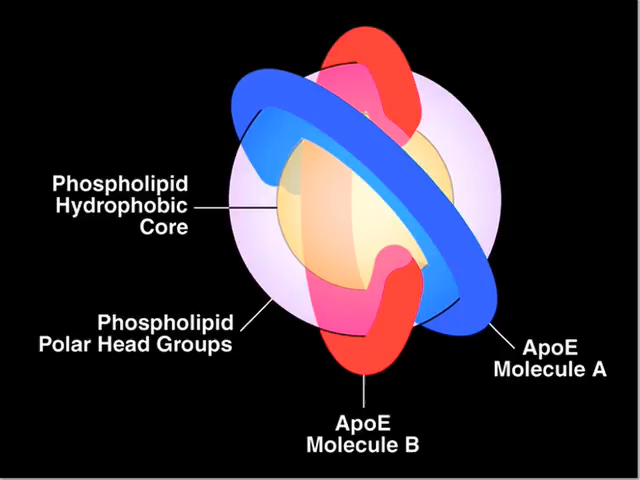 Phospholipid
Hydrophobic
Core
Phospholipid
Polar Head Groups
ApoE
Molecule A
ApoE
Molecule B